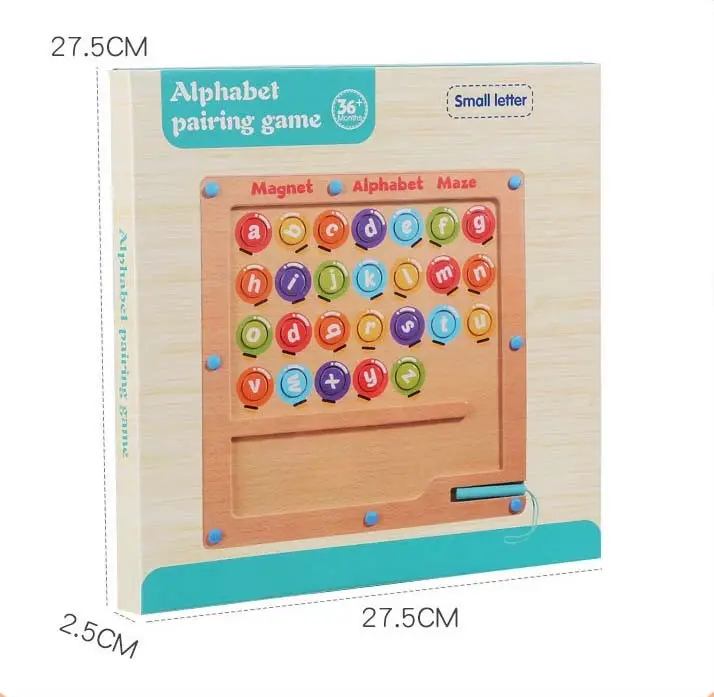 27.5CM
Alphabet
pairing game
36+
Months
Small letter
Magnet Alphabet Maze
a b c d e f g
h i j k l m n
o p q r s t u
v w x y z
Alphabet pairing game
2.5CM
27.5CM